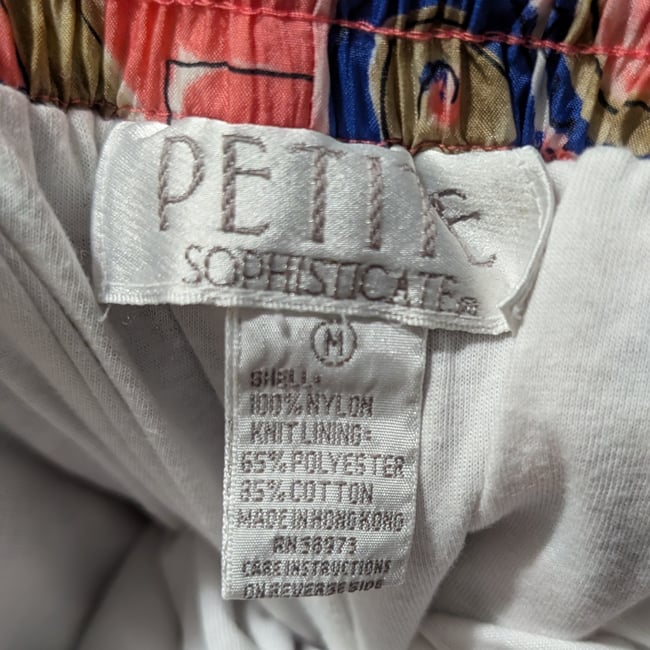 PETITE
SOPHISTICATE®
M
SHELL:
100% NYLON
KNIT LINING:
65% POLYESTER
35% COTTON
MADE IN HONG KONG
RN 58973
CARE INSTRUCTIONS
ON REVERSE SIDE